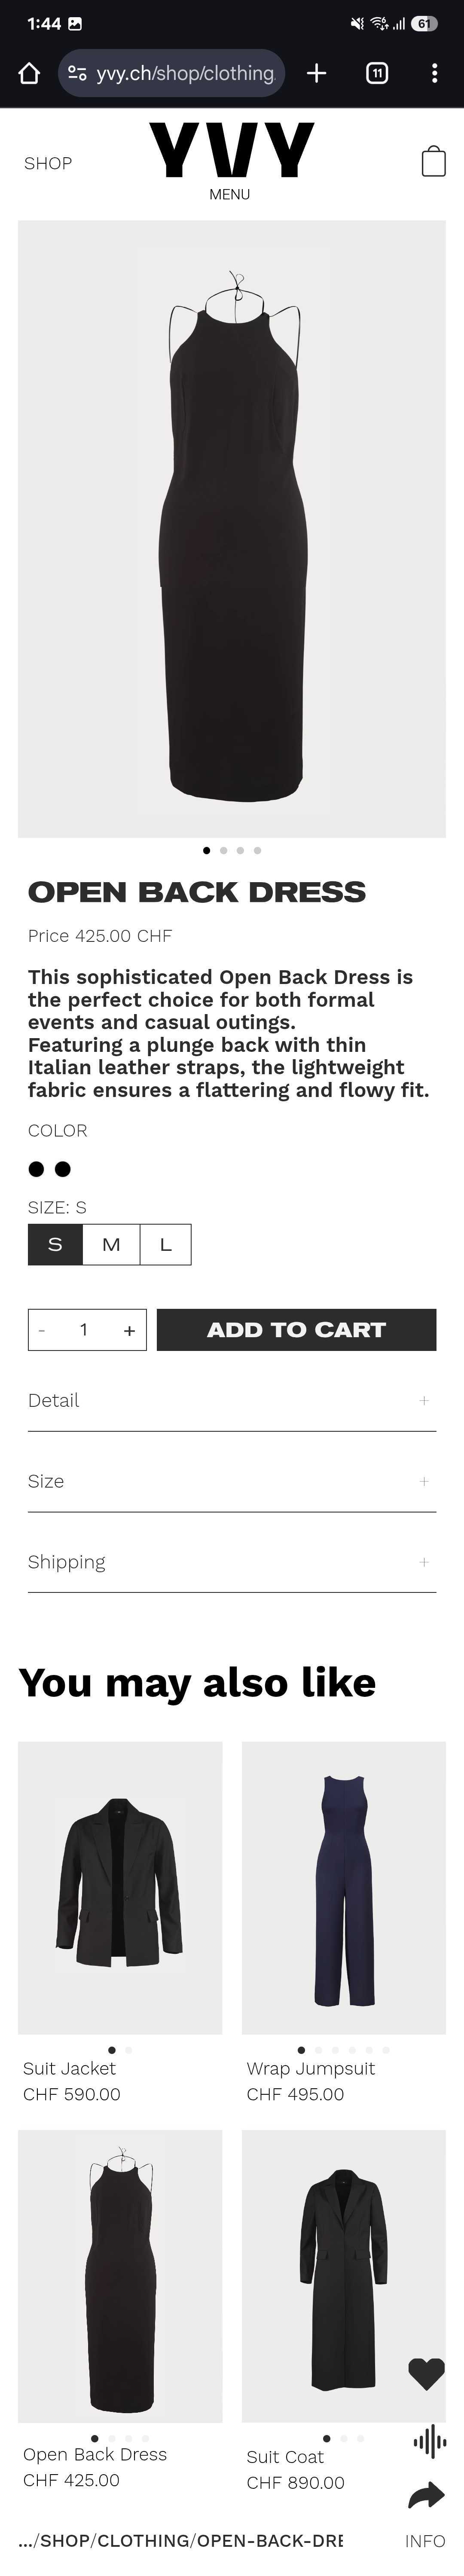 1:44
61
yvy.ch/shop/clothing
11
SHOP
YVY
MENU
OPEN BACK DRESS
Price 425.00 CHF
This sophisticated Open Back Dress is
the perfect choice for both formal
events and casual outings.
Featuring a plunge back with thin
Italian leather straps, the lightweight
fabric ensures a flattering and flowy fit.
COLOR
SIZE: S
S M L
- 1 +
ADD TO CART
Detail +
Size +
Shipping +
You may also like
Suit Jacket
CHF 590.00
Wrap Jumpsuit
CHF 495.00
Open Back Dress
CHF 425.00
Suit Coat
CHF 890.00
.../SHOP/CLOTHING/OPEN-BACK-DRE
INFO